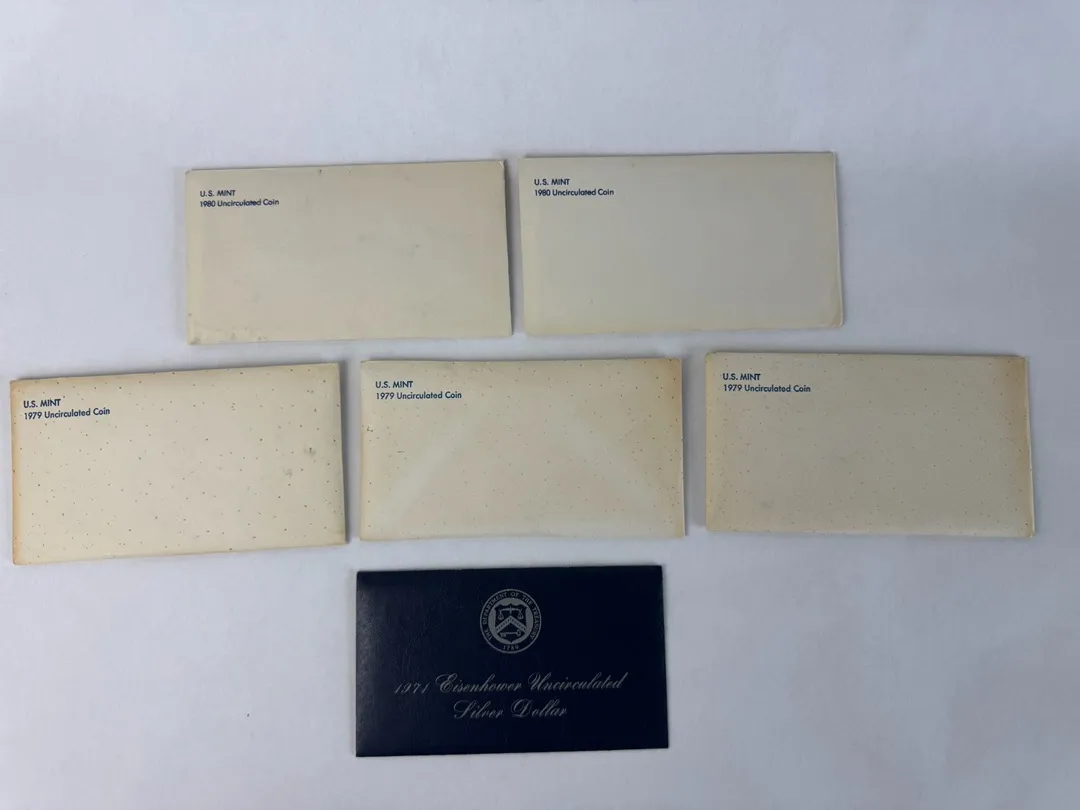 U.S. MINT
1980 Uncirculated Coin
U.S. MINT
1980 Uncirculated Coin
U.S. MINT
1979 Uncirculated Coin
U.S. MINT
1979 Uncirculated Coin
U.S. MINT
1979 Uncirculated Coin
THE DEPARTMENT OF THE TREASURY
1789
1971 Eisenhower Uncirculated
Silver Dollar